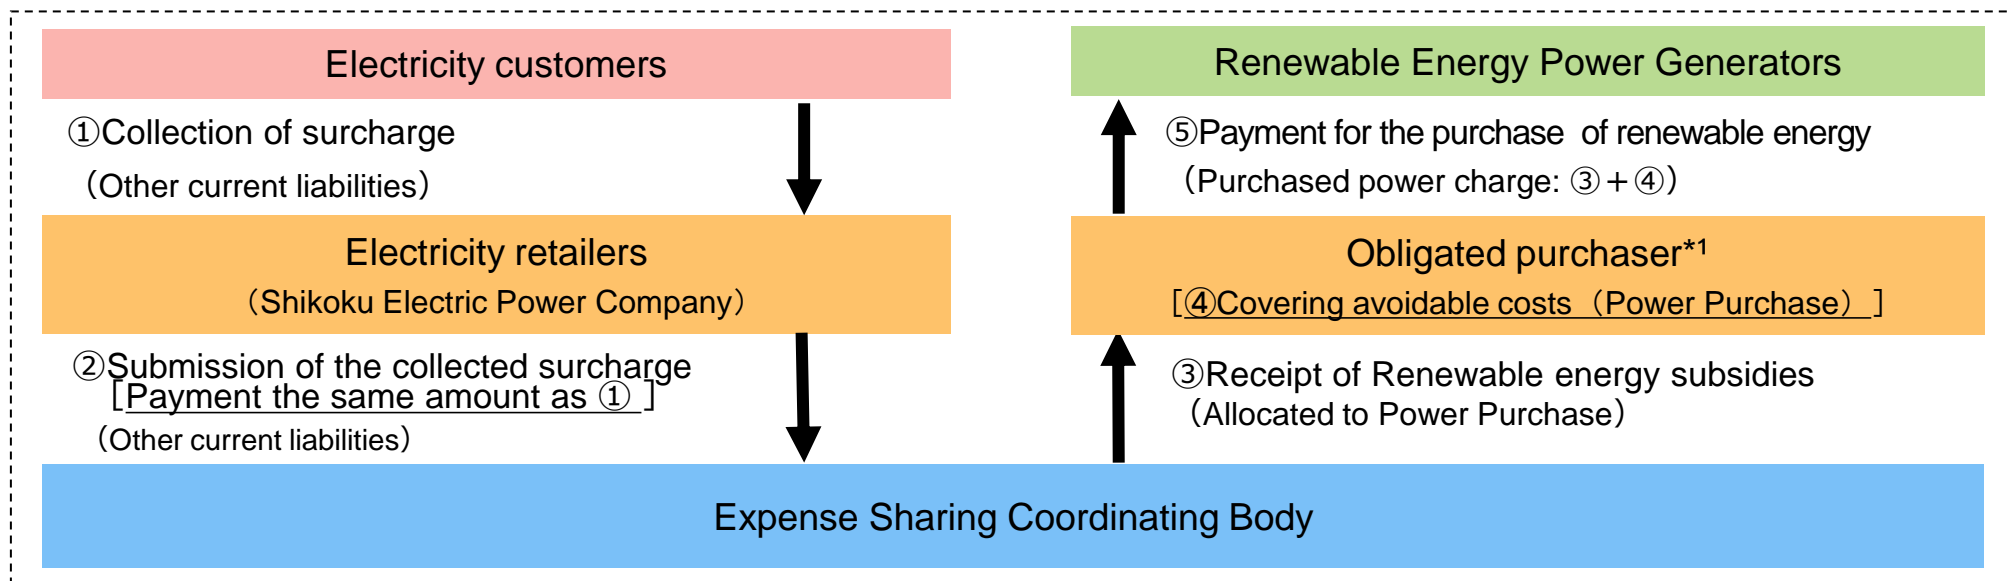 Electricity customers
①Collection of surcharge
（Other current liabilities）
Electricity retailers
（Shikoku Electric Power Company）
②Submission of the collected surcharge
［Payment the same amount as ① ］
（Other current liabilities）
Renewable Energy Power Generators
⑤Payment for the purchase of renewable energy
（Purchased power charge: ③＋④）
Obligated purchaser*¹
［④Covering avoidable costs（Power Purchase） ］
③Receipt of Renewable energy subsidies
（Allocated to Power Purchase）
Expense Sharing Coordinating Body